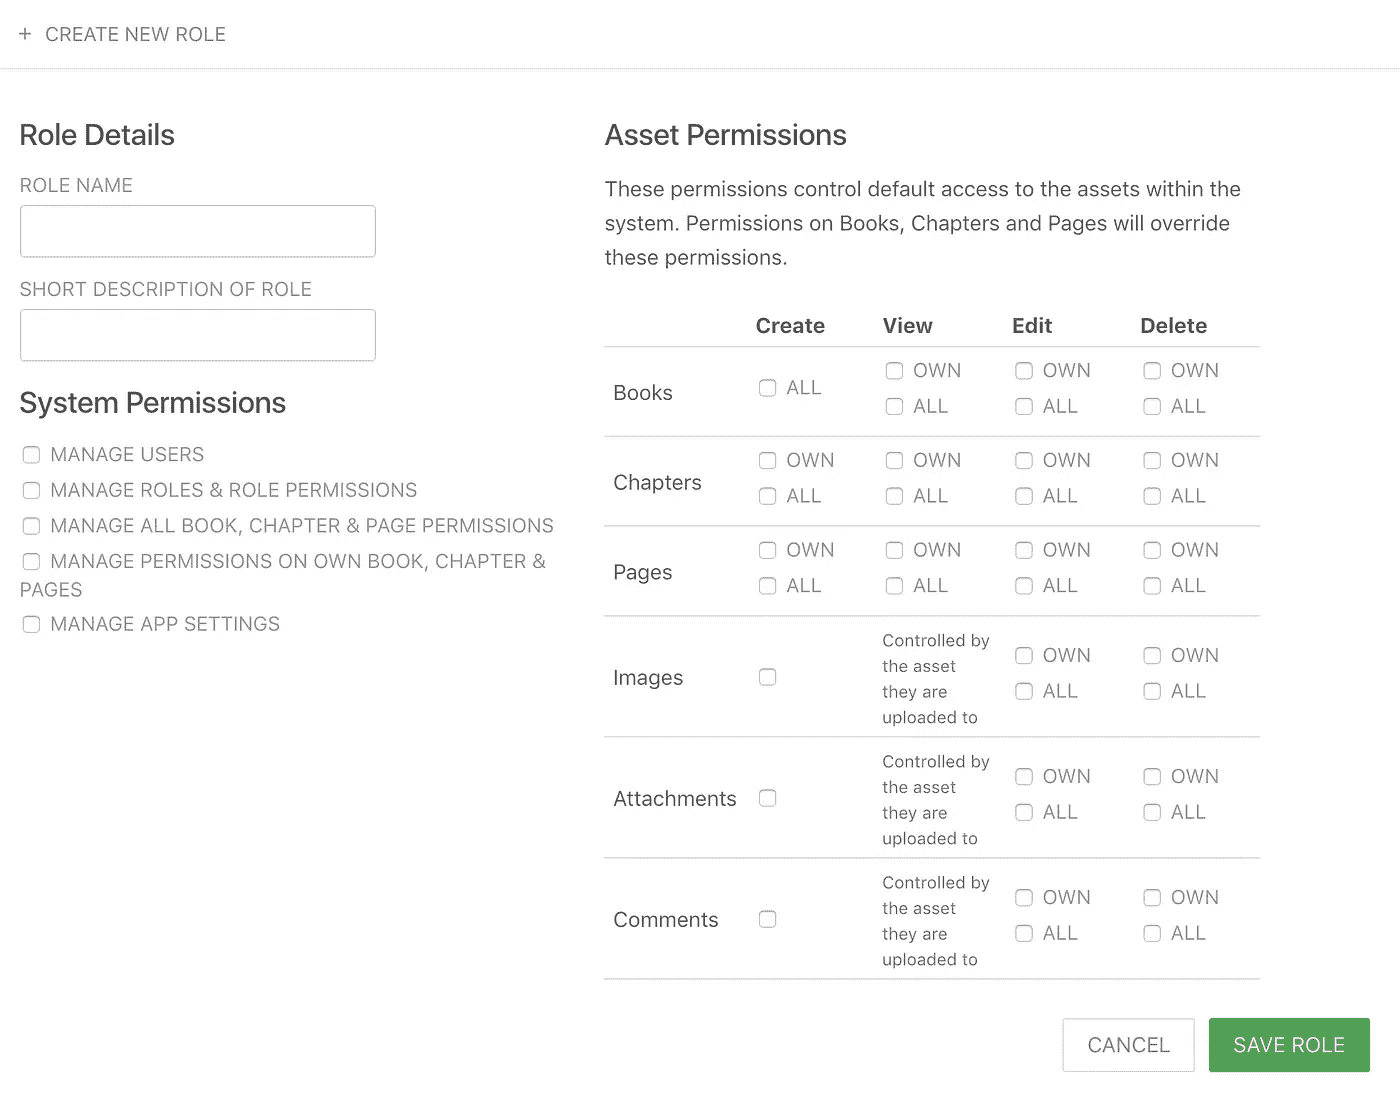 + CREATE NEW ROLE
Role Details
ROLE NAME
SHORT DESCRIPTION OF ROLE
System Permissions
MANAGE USERS
MANAGE ROLES & ROLE PERMISSIONS
MANAGE ALL BOOK, CHAPTER & PAGE PERMISSIONS
MANAGE PERMISSIONS ON OWN BOOK, CHAPTER &
PAGES
MANAGE APP SETTINGS
Asset Permissions
These permissions control default access to the assets within the
system. Permissions on Books, Chapters and Pages will override
these permissions.
Create View Edit Delete
Books
ALL
OWN OWN OWN
ALL ALL ALL
Chapters
OWN OWN OWN OWN
ALL ALL ALL ALL
Pages
OWN OWN OWN OWN
ALL ALL ALL ALL
Images
Controlled by
the asset
they are
uploaded to
OWN OWN
ALL ALL
Attachments
Controlled by
the asset
they are
uploaded to
OWN OWN
ALL ALL
Comments
Controlled by
the asset
they are
uploaded to
OWN OWN
ALL ALL
CANCEL SAVE ROLE